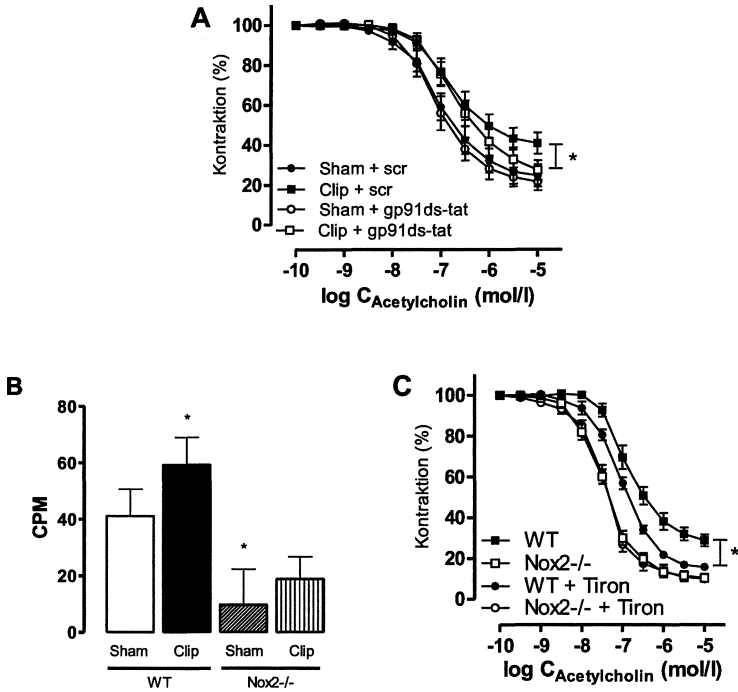 A
Kontraktion (%)
100
80
60
40
20
0
Sham + scr
Clip + scr
Sham + gp91ds-tat
Clip + gp91ds-tat
*
-10 -9 -8 -7 -6 -5
log CAcetylcholin (mol/l)
B
CPM
80
60
40
20
0
*
*
Sham Clip Sham Clip
WT Nox2-/-
C
Kontraktion (%)
100
80
60
40
20
0
WT
Nox2-/-
WT + Tiron
Nox2-/- + Tiron
*
-10 -9 -8 -7 -6 -5
log CAcetylcholin (mol/l)